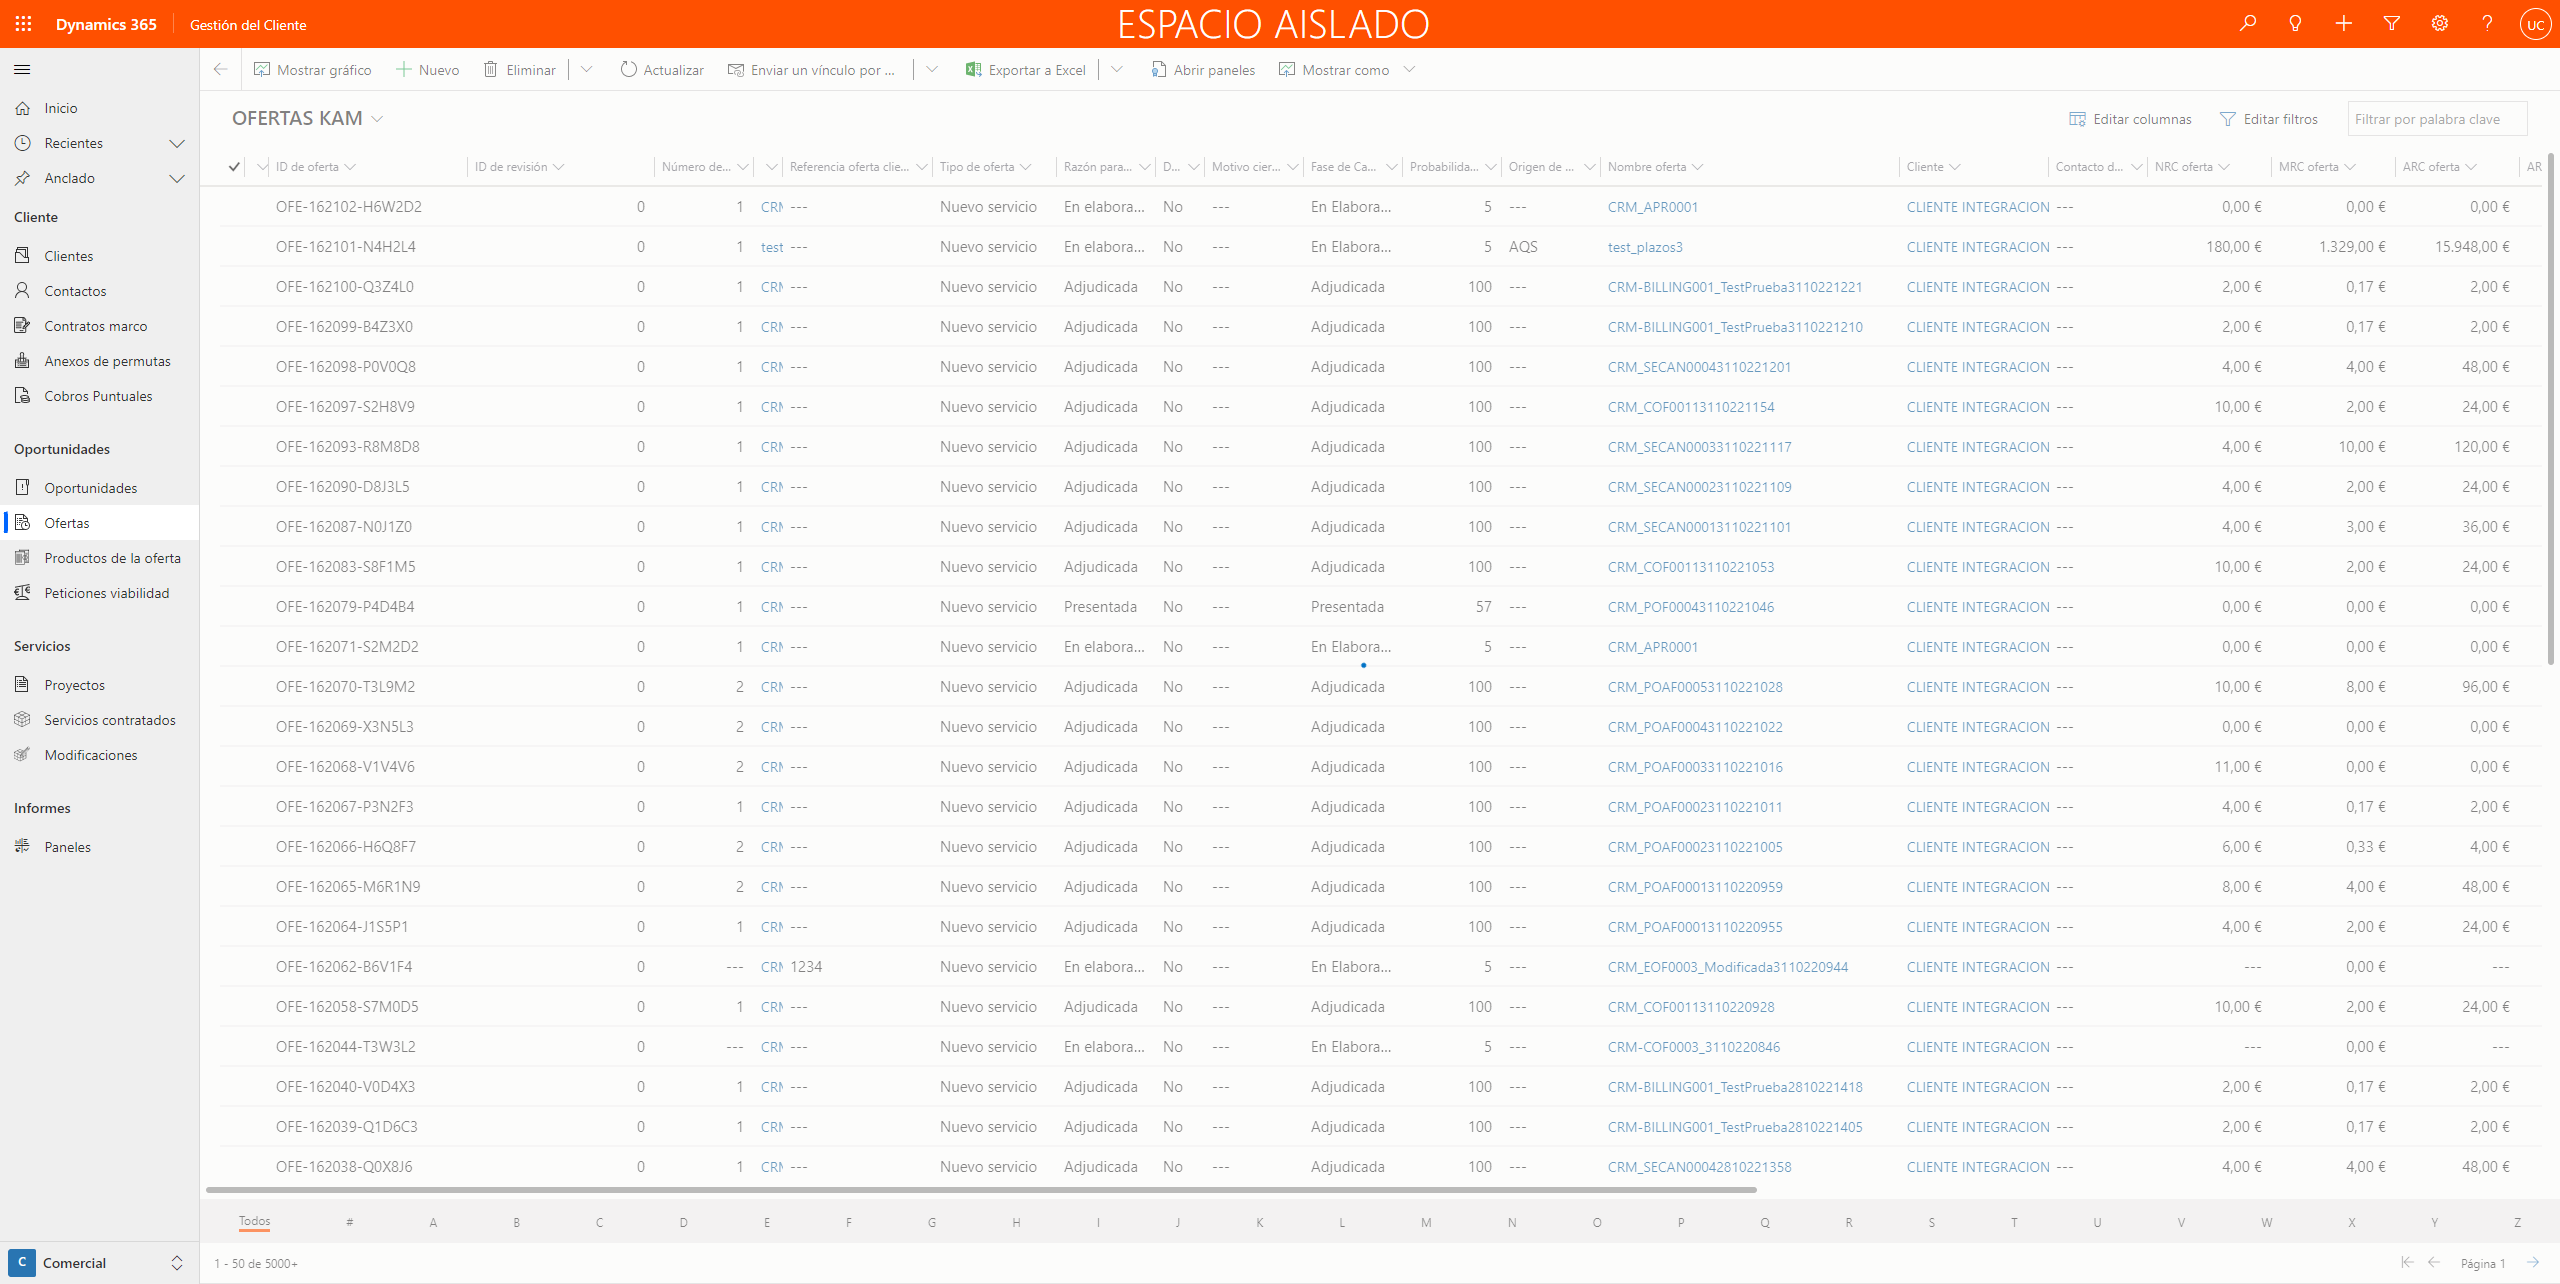 Dynamics 365 Gestión del Cliente ESPACIO AISLADO UC
Mostrar gráfico Nuevo Eliminar Actualizar Enviar un vínculo por ... Exportar a Excel Abrir paneles Mostrar como
Inicio
Recientes
Anclado
Cliente
Clientes
Contactos
Contratos marco
Anexos de permutas
Cobros Puntuales
Oportunidades
Oportunidades
Ofertas
Productos de la oferta
Peticiones viabilidad
Servicios
Proyectos
Servicios contratados
Modificaciones
Informes
Paneles
C Comercial
OFERTAS KAM Editar columnas Editar filtros Filtrar por palabra clave
ID de oferta ID de revisión Número de... Referencia oferta clie... Tipo de oferta Razón para... D... Motivo cier... Fase de Ca... Probabilida... Origen de ... Nombre oferta Cliente Contacto d... NRC oferta MRC oferta ARC oferta AR
OFE-162102-H6W2D2 0 1 CRM --- Nuevo servicio En elabora... No --- En Elabora... 5 --- CRM_APR0001 CLIENTE INTEGRACION --- 0,00 € 0,00 € 0,00 €
OFE-162101-N4H2L4 0 1 test --- Nuevo servicio En elabora... No --- En Elabora... 5 AQS test_plazos3 CLIENTE INTEGRACION --- 180,00 € 1.329,00 € 15.948,00 €
OFE-162100-Q3Z4L0 0 1 CRM --- Nuevo servicio Adjudicada No --- Adjudicada 100 --- CRM-BILLING001_TestPrueba3110221221 CLIENTE INTEGRACION --- 2,00 € 0,17 € 2,00 €
OFE-162099-B4Z3X0 0 1 CRM --- Nuevo servicio Adjudicada No --- Adjudicada 100 --- CRM-BILLING001_TestPrueba3110221210 CLIENTE INTEGRACION --- 2,00 € 0,17 € 2,00 €
OFE-162098-P0V0Q8 0 1 CRM --- Nuevo servicio Adjudicada No --- Adjudicada 100 --- CRM_SECAN00043110221201 CLIENTE INTEGRACION --- 4,00 € 4,00 € 48,00 €
OFE-162097-S2H8V9 0 1 CRM --- Nuevo servicio Adjudicada No --- Adjudicada 100 --- CRM_COF00113110221154 CLIENTE INTEGRACION --- 10,00 € 2,00 € 24,00 €
OFE-162093-R8M8D8 0 1 CRM --- Nuevo servicio Adjudicada No --- Adjudicada 100 --- CRM_SECAN00033110221117 CLIENTE INTEGRACION --- 4,00 € 10,00 € 120,00 €
OFE-162090-D8J3L5 0 1 CRM --- Nuevo servicio Adjudicada No --- Adjudicada 100 --- CRM_SECAN00023110221109 CLIENTE INTEGRACION --- 4,00 € 2,00 € 24,00 €
OFE-162087-N0J1Z0 0 1 CRM --- Nuevo servicio Adjudicada No --- Adjudicada 100 --- CRM_SECAN00013110221101 CLIENTE INTEGRACION --- 4,00 € 3,00 € 36,00 €
OFE-162083-S8F1M5 0 1 CRM --- Nuevo servicio Adjudicada No --- Adjudicada 100 --- CRM_COF00113110221053 CLIENTE INTEGRACION --- 10,00 € 2,00 € 24,00 €
OFE-162079-P4D4B4 0 1 CRM --- Nuevo servicio Presentada No --- Presentada 57 --- CRM_POF00043110221046 CLIENTE INTEGRACION --- 0,00 € 0,00 € 0,00 €
OFE-162071-S2M2D2 0 1 CRM --- Nuevo servicio En elabora... No --- En Elabora... 5 --- CRM_APR0001 CLIENTE INTEGRACION --- 0,00 € 0,00 € 0,00 €
OFE-162070-T3L9M2 0 2 CRM --- Nuevo servicio Adjudicada No --- Adjudicada 100 --- CRM_POAF00053110221028 CLIENTE INTEGRACION --- 10,00 € 8,00 € 96,00 €
OFE-162069-X3N5L3 0 2 CRM --- Nuevo servicio Adjudicada No --- Adjudicada 100 --- CRM_POAF00043110221022 CLIENTE INTEGRACION --- 0,00 € 0,00 € 0,00 €
OFE-162068-V1V4V6 0 2 CRM --- Nuevo servicio Adjudicada No --- Adjudicada 100 --- CRM_POAF00033110221016 CLIENTE INTEGRACION --- 11,00 € 0,00 € 0,00 €
OFE-162067-P3N2F3 0 1 CRM --- Nuevo servicio Adjudicada No --- Adjudicada 100 --- CRM_POAF00023110221011 CLIENTE INTEGRACION --- 4,00 € 0,17 € 2,00 €
OFE-162066-H6Q8F7 0 2 CRM --- Nuevo servicio Adjudicada No --- Adjudicada 100 --- CRM_POAF00023110221005 CLIENTE INTEGRACION --- 6,00 € 0,33 € 4,00 €
OFE-162065-M6R1N9 0 2 CRM --- Nuevo servicio Adjudicada No --- Adjudicada 100 --- CRM_POAF00013110220959 CLIENTE INTEGRACION --- 8,00 € 4,00 € 48,00 €
OFE-162064-J1S5P1 0 1 CRM --- Nuevo servicio Adjudicada No --- Adjudicada 100 --- CRM_POAF00013110220955 CLIENTE INTEGRACION --- 4,00 € 2,00 € 24,00 €
OFE-162062-B6V1F4 0 --- CRM 1234 Nuevo servicio En elabora... No --- En Elabora... 5 --- CRM_EOF0003_Modificada3110220944 CLIENTE INTEGRACION --- --- 0,00 € ---
OFE-162058-S7M0D5 0 1 CRM --- Nuevo servicio Adjudicada No --- Adjudicada 100 --- CRM_COF00113110220928 CLIENTE INTEGRACION --- 10,00 € 2,00 € 24,00 €
OFE-162044-T3W3L2 0 --- CRM --- Nuevo servicio En elabora... No --- En Elabora... 5 --- CRM-COF0003_3110220846 CLIENTE INTEGRACION --- --- 0,00 € ---
OFE-162040-V0D4X3 0 1 CRM --- Nuevo servicio Adjudicada No --- Adjudicada 100 --- CRM-BILLING001_TestPrueba2810221418 CLIENTE INTEGRACION --- 2,00 € 0,17 € 2,00 €
OFE-162039-Q1D6C3 0 1 CRM --- Nuevo servicio Adjudicada No --- Adjudicada 100 --- CRM-BILLING001_TestPrueba2810221405 CLIENTE INTEGRACION --- 2,00 € 0,17 € 2,00 €
OFE-162038-Q0X8J6 0 1 CRM --- Nuevo servicio Adjudicada No --- Adjudicada 100 --- CRM_SECAN00042810221358 CLIENTE INTEGRACION --- 4,00 € 4,00 € 48,00 €
Todos # A B C D E F G H I J K L M N O P Q R S T U V W X Y Z
1 - 50 de 5000+ Página 1